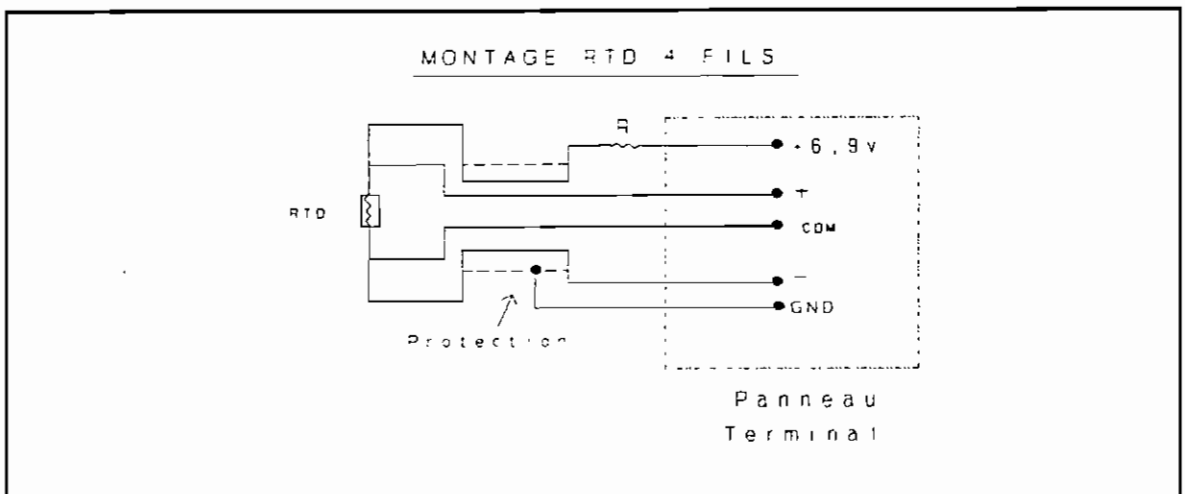 MONTAGE RTD 4 FILS
R
+6,9v
+
RTD
COM
-
GND
Protection
Panneau
Terminal